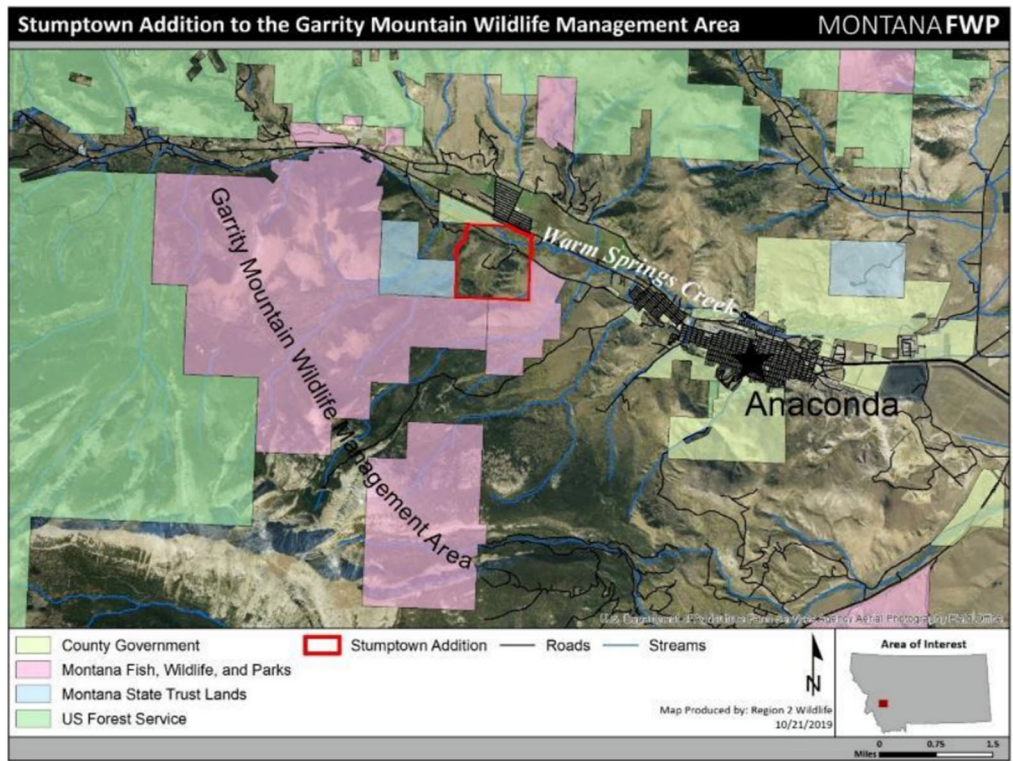 Stumptown Addition to the Garrity Mountain Wildlife Management Area
MONTANA FWP
Garrity Mountain Wildlife Management Area
Warm Springs Creek
Anaconda
County Government
Montana Fish, Wildlife, and Parks
Montana State Trust Lands
US Forest Service
Stumptown Addition
Roads
Streams
N
Map Produced by: Region 2 Wildlife
10/21/2019
Area of Interest
0 0.75 1.5
Miles